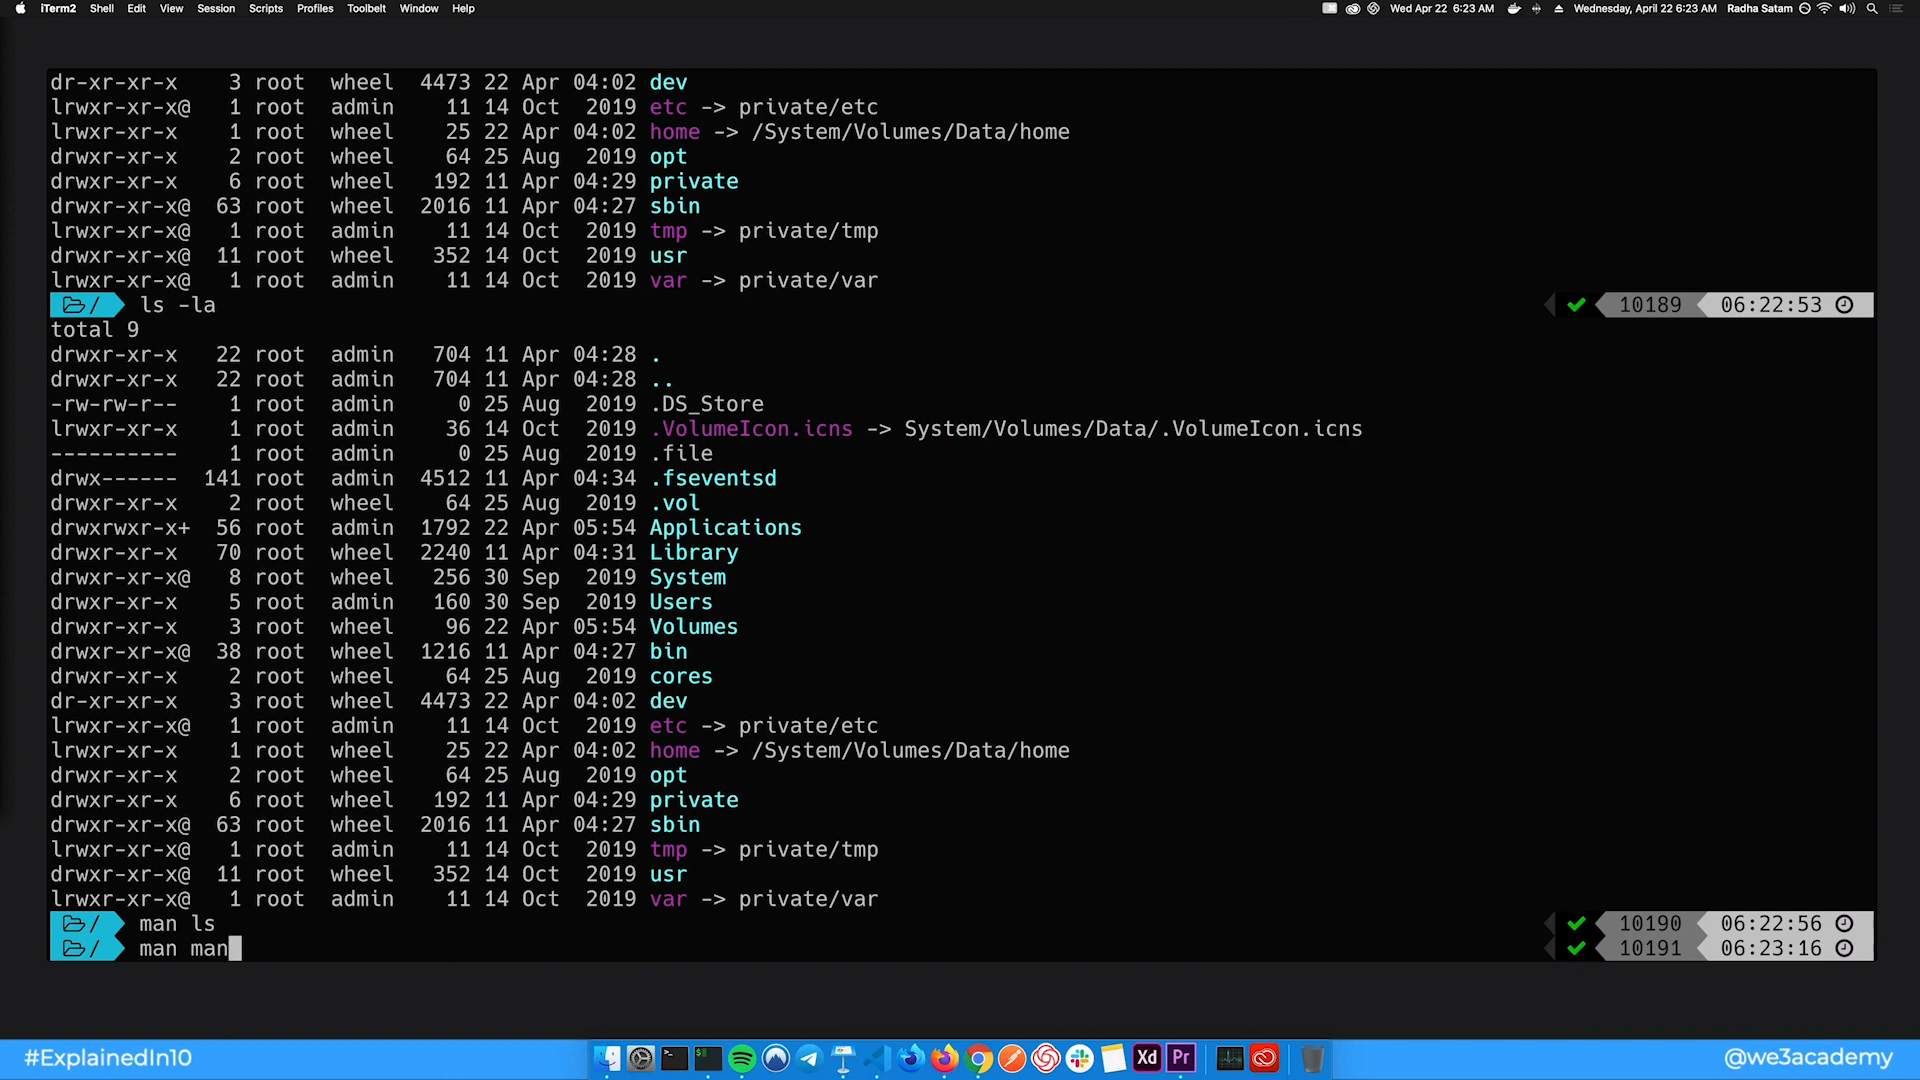 iTerm2 Shell Edit View Session Scripts Profiles Toolbelt Window Help Wed Apr 22 6:23 AM Wednesday, April 22 6:23 AM Radha Satam
dr-xr-xr-x 3 root wheel 4473 22 Apr 04:02 dev
lrwxr-xr-x@ 1 root admin 11 14 Oct 2019 etc -> private/etc
lrwxr-xr-x 1 root wheel 25 22 Apr 04:02 home -> /System/Volumes/Data/home
drwxr-xr-x 2 root wheel 64 25 Aug 2019 opt
drwxr-xr-x 6 root wheel 192 11 Apr 04:29 private
drwxr-xr-x@ 63 root wheel 2016 11 Apr 04:27 sbin
lrwxr-xr-x@ 1 root admin 11 14 Oct 2019 tmp -> private/tmp
drwxr-xr-x@ 11 root wheel 352 14 Oct 2019 usr
lrwxr-xr-x@ 1 root admin 11 14 Oct 2019 var -> private/var
/ ls -la 10189 06:22:53
total 9
drwxr-xr-x 22 root admin 704 11 Apr 04:28 .
drwxr-xr-x 22 root admin 704 11 Apr 04:28 ..
-rw-rw-r-- 1 root admin 0 25 Aug 2019 .DS_Store
lrwxr-xr-x 1 root admin 36 14 Oct 2019 .VolumeIcon.icns -> System/Volumes/Data/.VolumeIcon.icns
---------- 1 root admin 0 25 Aug 2019 .file
drwx------ 141 root admin 4512 11 Apr 04:34 .fseventsd
drwxr-xr-x 2 root wheel 64 25 Aug 2019 .vol
drwxrwxr-x+ 56 root admin 1792 22 Apr 05:54 Applications
drwxr-xr-x 70 root wheel 2240 11 Apr 04:31 Library
drwxr-xr-x@ 8 root wheel 256 30 Sep 2019 System
drwxr-xr-x 5 root admin 160 30 Sep 2019 Users
drwxr-xr-x 3 root wheel 96 22 Apr 05:54 Volumes
drwxr-xr-x@ 38 root wheel 1216 11 Apr 04:27 bin
drwxr-xr-x 2 root wheel 64 25 Aug 2019 cores
dr-xr-xr-x 3 root wheel 4473 22 Apr 04:02 dev
lrwxr-xr-x@ 1 root admin 11 14 Oct 2019 etc -> private/etc
lrwxr-xr-x 1 root wheel 25 22 Apr 04:02 home -> /System/Volumes/Data/home
drwxr-xr-x 2 root wheel 64 25 Aug 2019 opt
drwxr-xr-x 6 root wheel 192 11 Apr 04:29 private
drwxr-xr-x@ 63 root wheel 2016 11 Apr 04:27 sbin
lrwxr-xr-x@ 1 root admin 11 14 Oct 2019 tmp -> private/tmp
drwxr-xr-x@ 11 root wheel 352 14 Oct 2019 usr
lrwxr-xr-x@ 1 root admin 11 14 Oct 2019 var -> private/var
/ man ls 10190 06:22:56
/ man man 10191 06:23:16
#ExplainedIn10 Xd Pr @we3academy